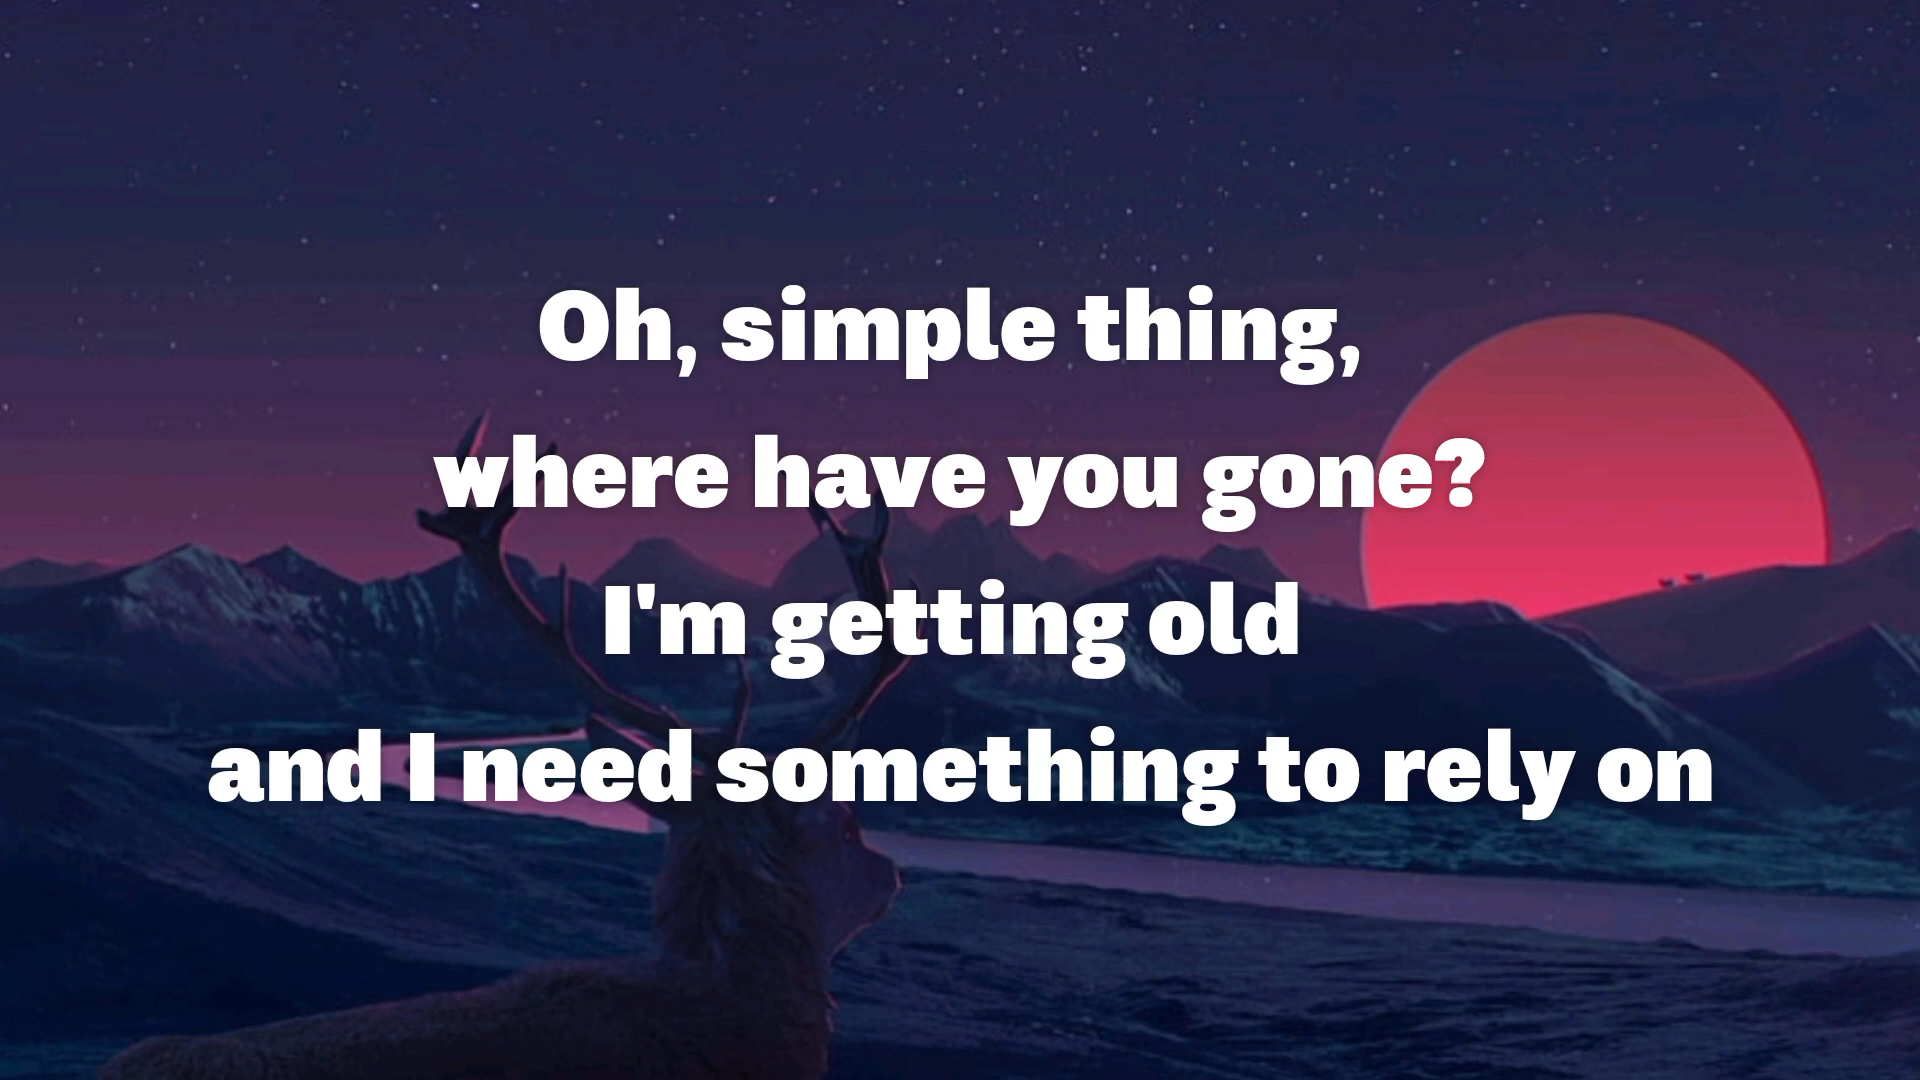 Oh, simple thing,
where have you gone?
I'm getting old
and I need something to rely on